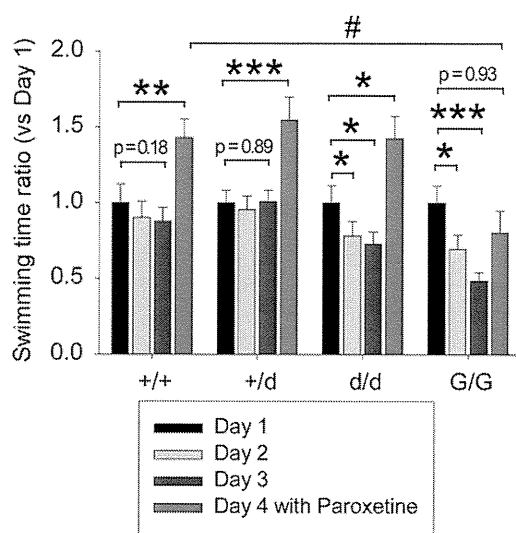 #
2.0
1.5
1.0
0.5
0.0
Swimming time ratio (vs Day 1)
**
p=0.18
***
p=0.89
*
*
*
p=0.93
***
*
+/+
+/d
d/d
G/G
Day 1
Day 2
Day 3
Day 4 with Paroxetine